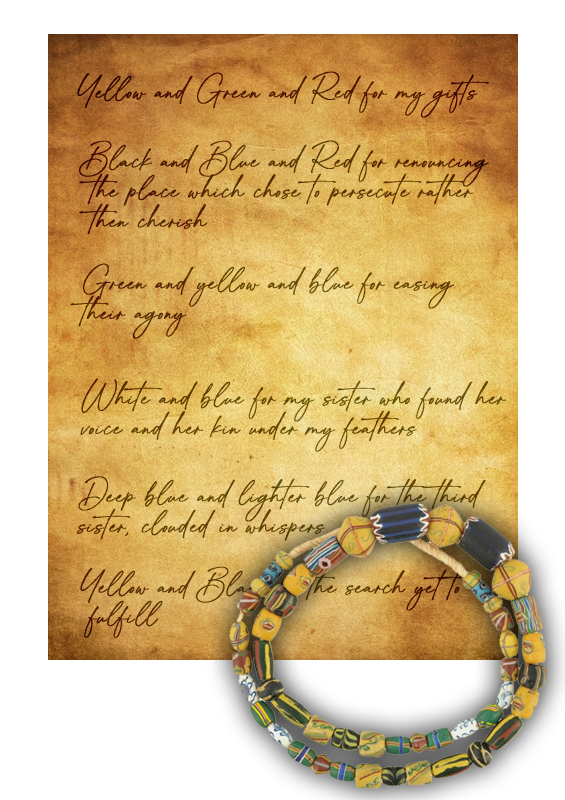 Yellow and Green and Red for my gifts
Black and Blue and Red for renouncing
the place which chose to persecute rather
then cherish
Green and yellow and blue for easing
their agony
White and blue for my sister who found her
voice and her kin under my feathers
Deep blue and lighter blue for the third
sister, clouded in whispers
Yellow and the search yet to
fulfill